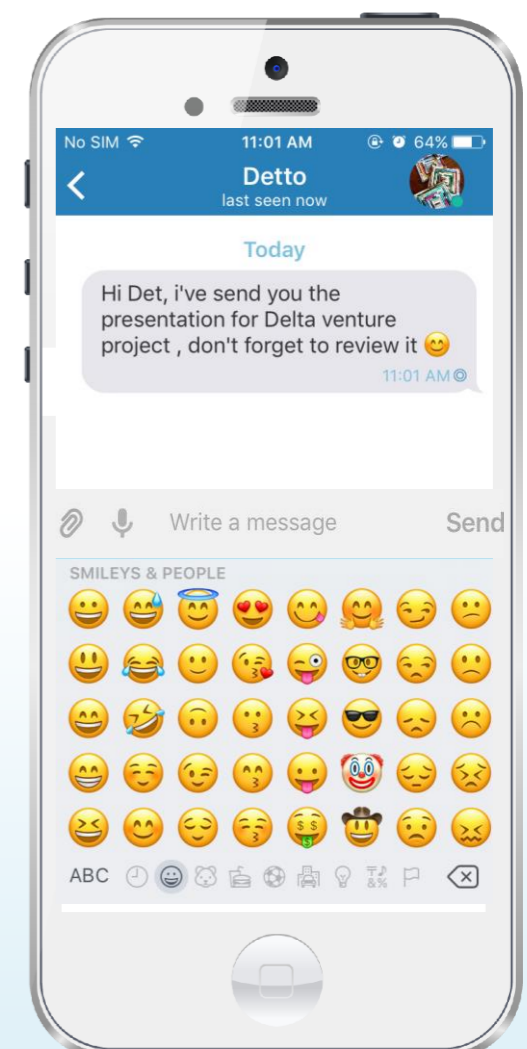 No SIM 11:01 AM 64%
Detto
last seen now
Today
Hi Det, i've send you the
presentation for Delta venture
project , don't forget to review it 😊
11:01 AM
Write a message Send
SMILEYS & PEOPLE
ABC